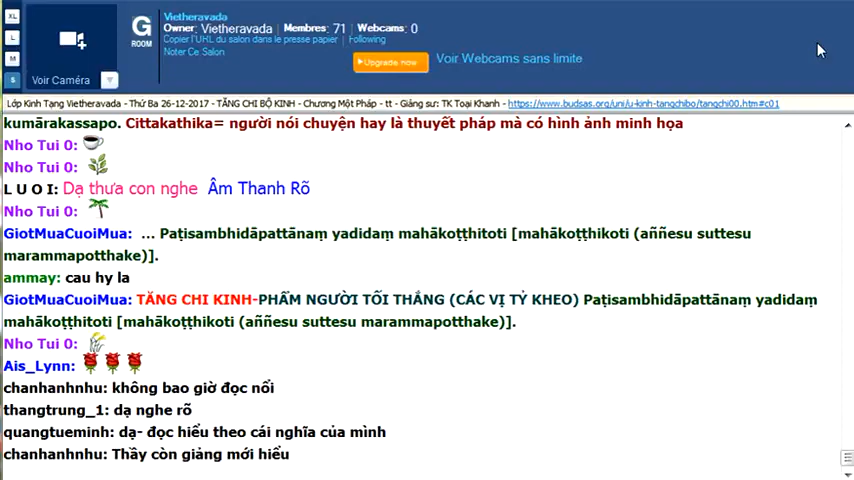 XL
L
M
S
Voir Caméra
G
ROOM
Vietheravada
Owner: Vietheravada Membres: 71 Webcams: 0
Copier l'URL du salon dans le presse papier | Following
Noter Ce Salon
Upgrade now
Voir Webcams sans limite
Lớp Kinh Tạng Vietheravada - Thứ Ba 26-12-2017 - TĂNG CHI BỘ KINH - Chương Một Pháp - tt - Giảng sư: TK Toại Khanh - https://www.budsas.org/uni/u-kinh-tangchibo/tangchi00.htm#c01
kumārakassapo. Cittakathika= người nói chuyện hay là thuyết pháp mà có hình ảnh minh họa
Nho Tui 0:
Nho Tui 0:
L U O I: Dạ thưa con nghe Âm Thanh Rõ
Nho Tui 0:
GiotMuaCuoiMua: ... Paṭisambhidāpattānaṃ yadidaṃ mahākoṭṭhitoti [mahākoṭṭhikoti (aññesu suttesu
marammapotthake)].
ammay: cau hy la
GiotMuaCuoiMua: TĂNG CHI KINH-PHẨM NGƯỜI TỐI THẮNG (CÁC VỊ TỶ KHEO) Paṭisambhidāpattānaṃ yadidaṃ
mahākoṭṭhitoti [mahākoṭṭhikoti (aññesu suttesu marammapotthake)].
Nho Tui 0:
Ais_Lynn:
chanhanhnhu: không bao giờ đọc nổi
thangtrung_1: dạ nghe rõ
quangtueminh: dạ- đọc hiểu theo cái nghĩa của mình
chanhanhnhu: Thầy còn giảng mới hiểu